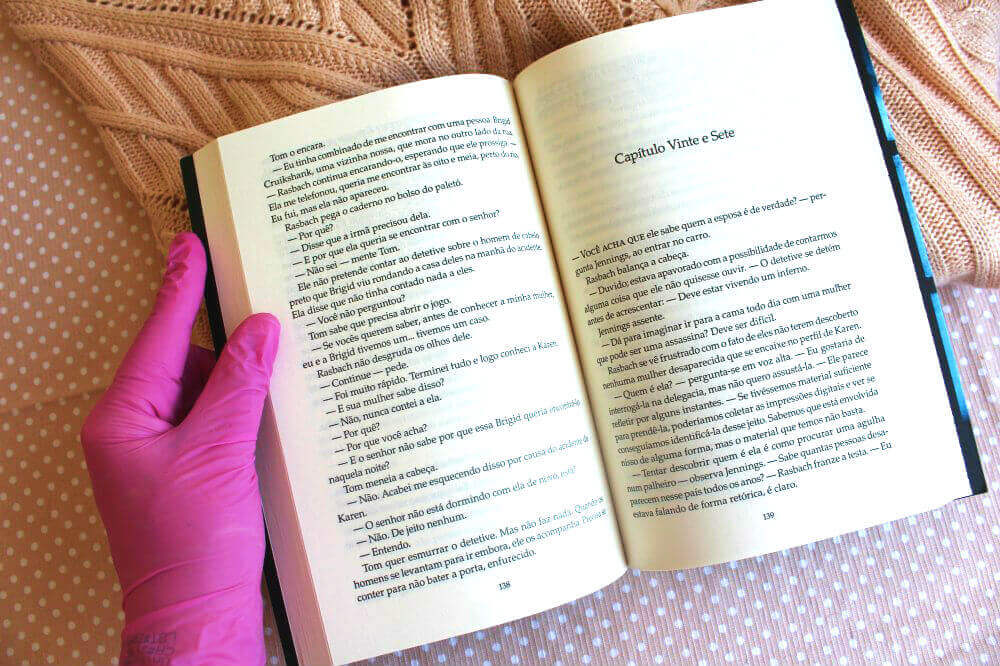 Tom o encara.
— Eu tinha combinado de me encontrar com uma pessoa. Brigid
Cruikshank, uma vizinha nossa, que mora no outro lado da rua.
— Rasbach continua encarando-o, esperando que ele prossiga. —
Ela me telefonou, queria me encontrar às oito e meia, perto do rio.
Eu fui, mas ela não apareceu.
Rasbach pega o caderno no bolso do paletó.
— Por quê?
— Disse que a irmã precisou dela.
— E por que ela queria se encontrar com o senhor?
— Não sei — mente Tom.
Ele não pretende contar ao detetive sobre o homem de cabelo
preto que Brigid viu rondando a casa deles na manhã do acidente.
Ela disse que não tinha contado nada a eles.
— Você não perguntou?
Tom sabe que precisa abrir o jogo.
— Se vocês querem saber, antes de conhecer a minha mulher,
eu e a Brigid tivemos um... tivemos um caso.
Rasbach não desgruda os olhos dele.
— Continue — pede.
— Foi muito rápido. Terminei tudo e logo conheci a Karen.
— E sua mulher sabe disso?
— Não, nunca contei a ela.
— Por quê?
— Por que você acha?
— E o senhor não sabe por que essa Brigid queria encontrá-lo
naquela noite?
Tom meneia a cabeça.
— Não. Acabei me esquecendo disso por causa do acidente da
Karen.
— O senhor não está dormindo com ela de novo, está?
— Não. De jeito nenhum.
— Entendo.
Tom quer esmurrar o detetive. Mas não faz nada. Quando os
homens se levantam para ir embora, ele os acompanha. Precisa se
conter para não bater a porta, enfurecido.
138
Capítulo Vinte e Sete
— VOCÊ ACHA QUE ele sabe quem a esposa é de verdade? — per-
gunta Jennings, ao entrar no carro.
Rasbach balança a cabeça.
— Duvido; estava apavorado com a possibilidade de contarmos
alguma coisa que ele não quisesse ouvir. — O detetive se detém
antes de acrescentar: — Deve estar vivendo um inferno.
Jennings assente.
— Dá para imaginar ir para a cama todo dia com uma mulher
que pode ser uma assassina? Deve ser difícil.
Rasbach se vê frustrado com o fato de eles não terem descoberto
nenhuma mulher desaparecida que se encaixe no perfil de Karen.
— Quem é ela? — pergunta-se em voz alta. — Eu gostaria de
interrogá-la na delegacia, mas não quero assustá-la. — Ele parece
refletir por alguns instantes. — Se tivéssemos material suficiente
para prendê-la, poderíamos coletar as impressões digitais e ver se
conseguíamos identificá-la desse jeito. Sabemos que está envolvida
nisso de alguma forma, mas o material que temos não basta.
— Tentar descobrir quem é ela é como procurar uma agulha
num palheiro — observa Jennings. — Sabe quantas pessoas desa-
parecem nesse país todos os anos? — Rasbach franze a testa. — Eu
estava falando de forma retórica, é claro.
139